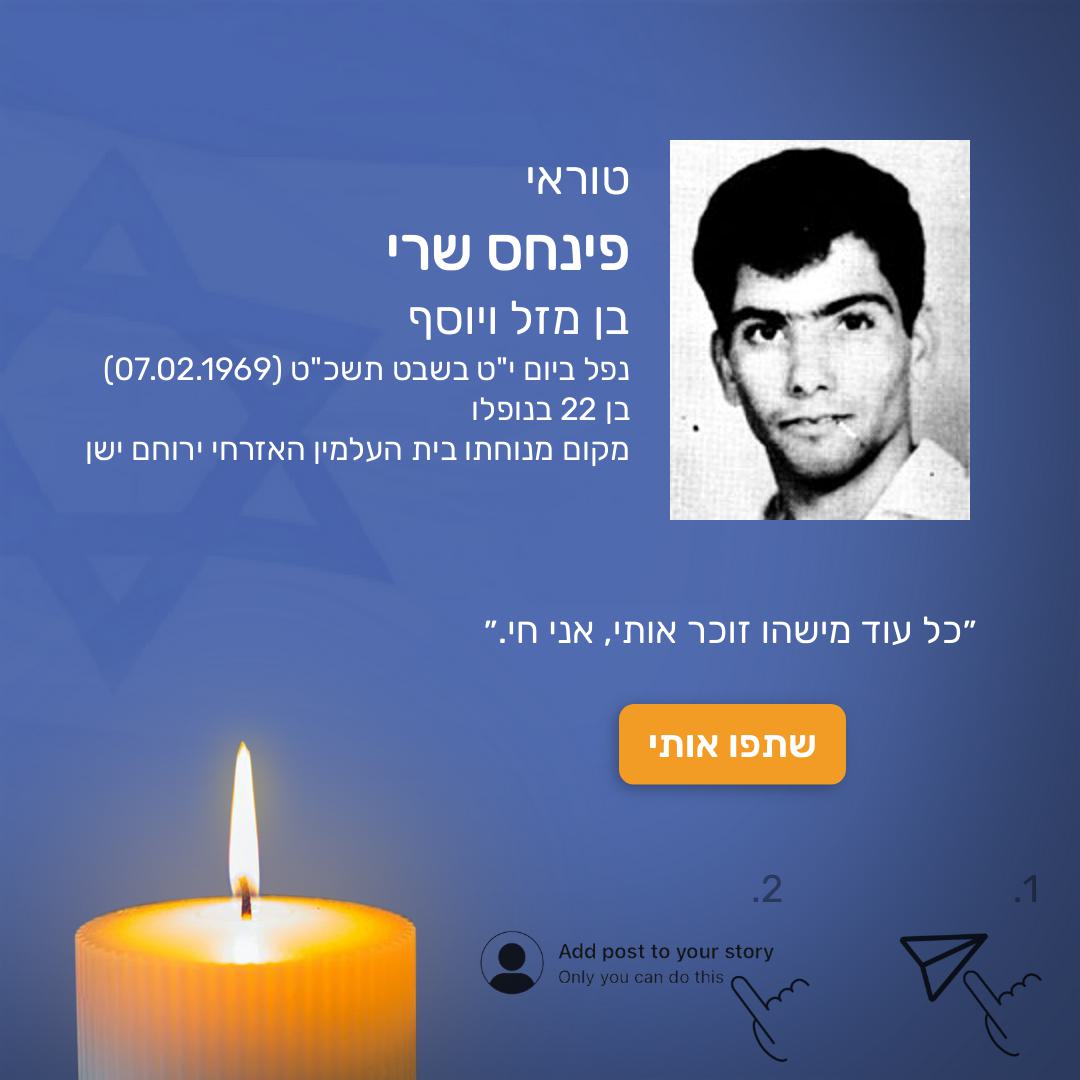 טוראי
פינחס שרי
בן מזל ויוסף
נפל ביום י"ט בשבט תשכ"ט (07.02.1969)
בן 22 בנופלו
מקום מנוחתו בית העלמין האזרחי ירוחם ישן
״כל עוד מישהו זוכר אותי, אני חי.״
שתפו אותי
.1
.2
Add post to your story
Only you can do this